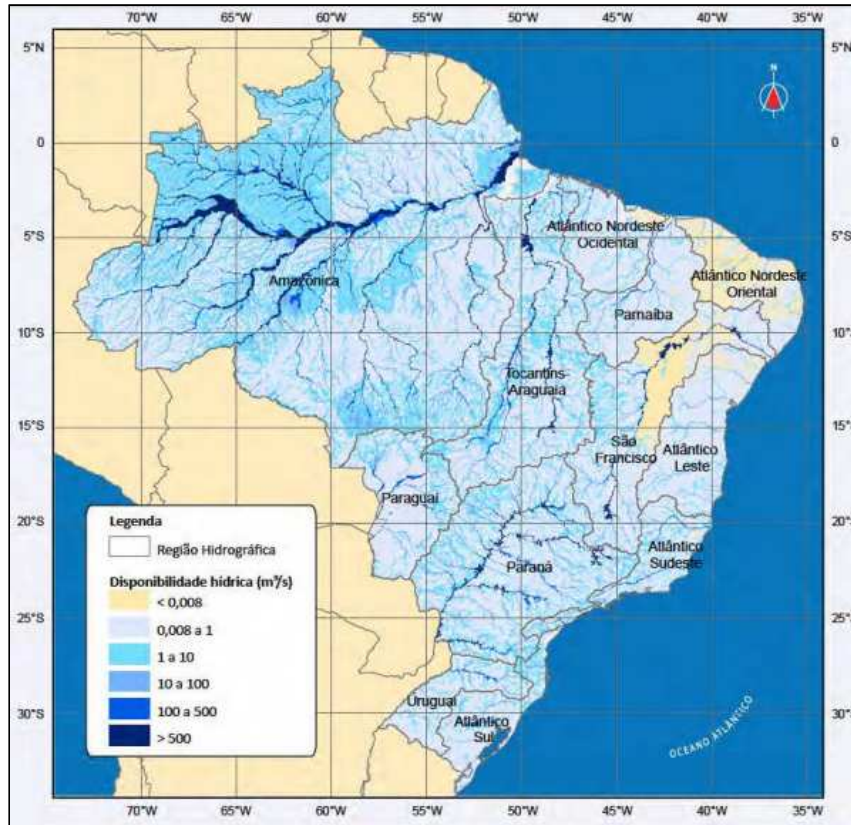 70°W 65°W 60°W 55°W 50°W 45°W 40°W 35°W
5°N 5°N
N
0 0
5°S 5°S
Atlântico Nordeste
Ocidental
Atlântico Nordeste
Oriental
Amazônica
Parnaíba
10°S 10°S
Tocantins-
Araguaia
15°S 15°S
São
Francisco
Atlântico
Leste
Paraguai
20°S 20°S
Atlântico
Sudeste
Paraná
25°S 25°S
Uruguai
30°S 30°S
Atlântico
Sul
OCEANO ATLÂNTICO
Legenda
Região Hidrográfica
Disponibilidade hídrica (m³/s)
< 0,008
0,008 a 1
1 a 10
10 a 100
100 a 500
> 500
70°W 65°W 60°W 55°W 50°W 45°W 40°W 35°W